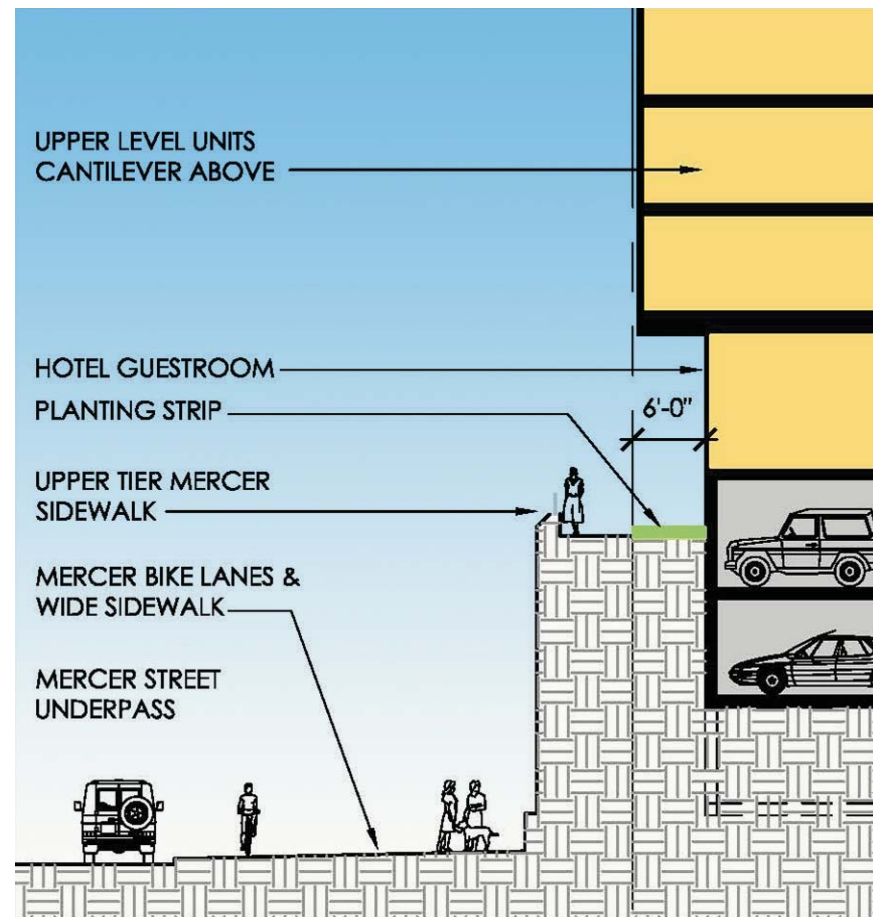 UPPER LEVEL UNITS
CANTILEVER ABOVE
HOTEL GUESTROOM
PLANTING STRIP
6'-0"
UPPER TIER MERCER
SIDEWALK
MERCER BIKE LANES &
WIDE SIDEWALK
MERCER STREET
UNDERPASS